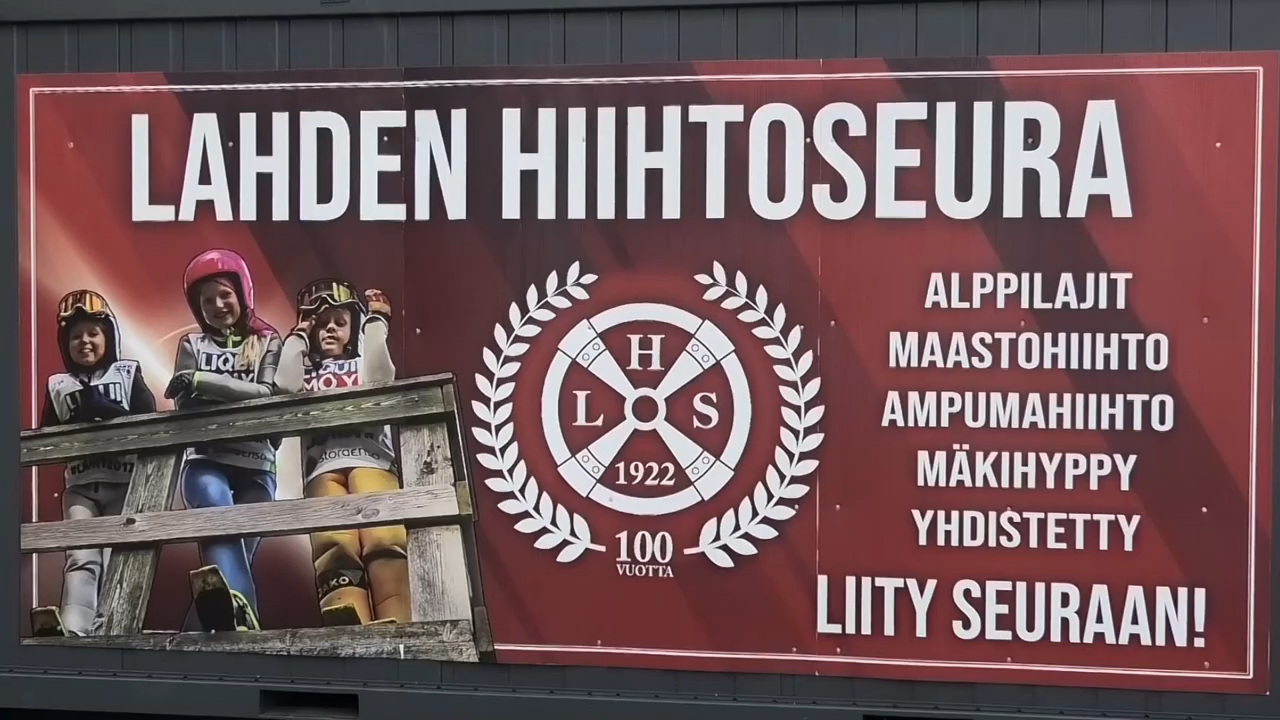 LAHDEN HIIHTOSEURA
L H S
1922
100
VUOTTA
ALPPILAJIT
MAASTOHIIHTO
AMPUMAHIIHTO
MÄKIHYPPY
YHDISTETTY
LIITY SEURAAN!